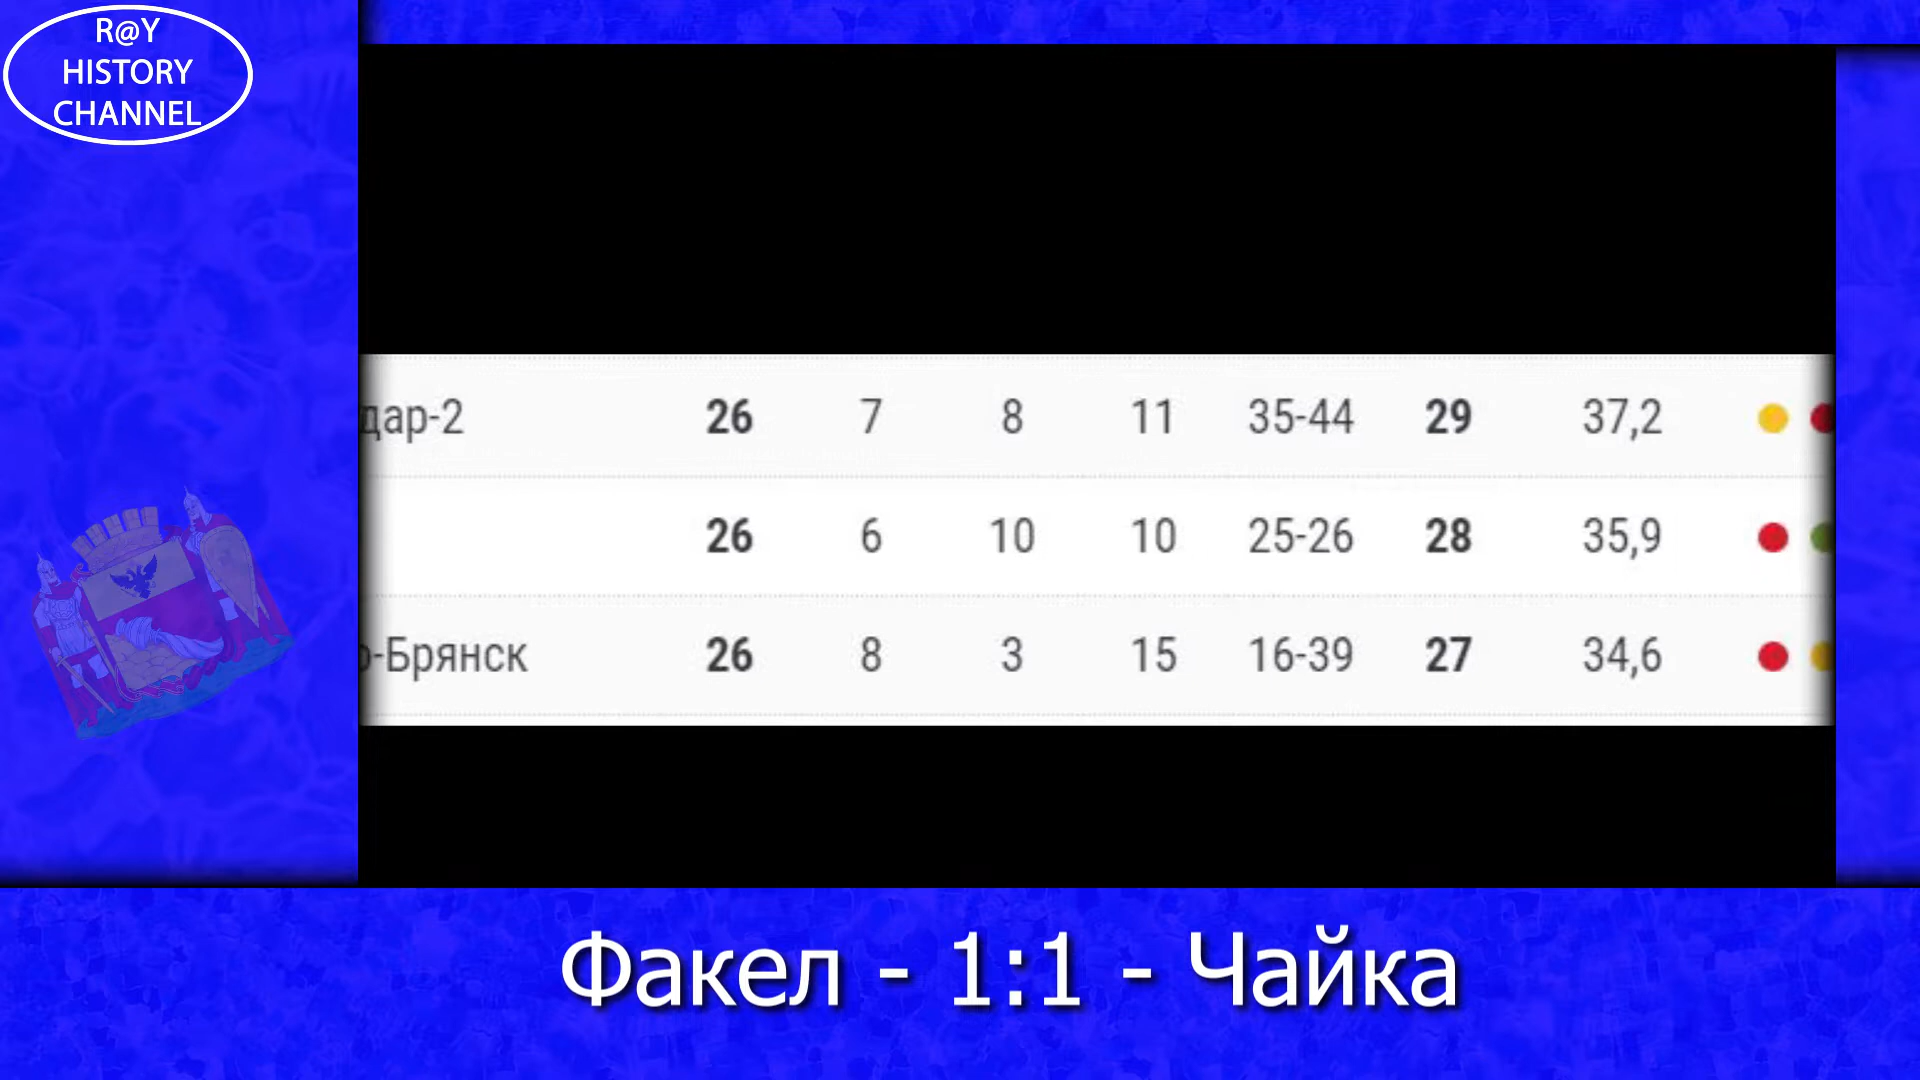 R@Y
HISTORY
CHANNEL
дар-2 26 7 8 11 35-44 29 37,2
26 6 10 10 25-26 28 35,9
о-Брянск 26 8 3 15 16-39 27 34,6
Факел - 1:1 - Чайка